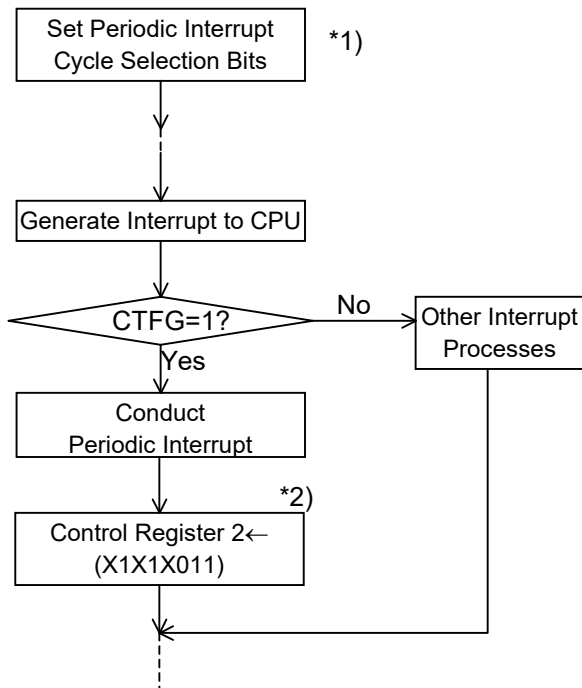 Set Periodic Interrupt
Cycle Selection Bits
*1)
Generate Interrupt to CPU
CTFG=1?
No
Other Interrupt
Processes
Yes
Conduct
Periodic Interrupt
*2)
Control Register 2←
(X1X1X011)